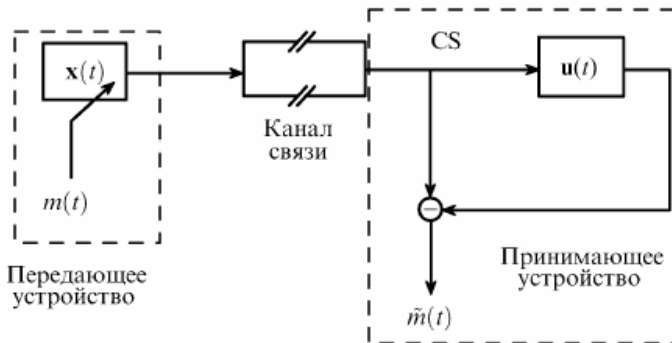 x(t)
CS
u(t)
Канал
связи
m(t)
−
Передающее
устройство
Принимающее
устройство
m̃(t)